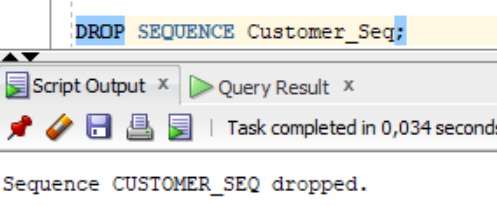 DROP SEQUENCE Customer_Seq;
Script Output x Query Result x
Task completed in 0,034 seconds
Sequence CUSTOMER_SEQ dropped.